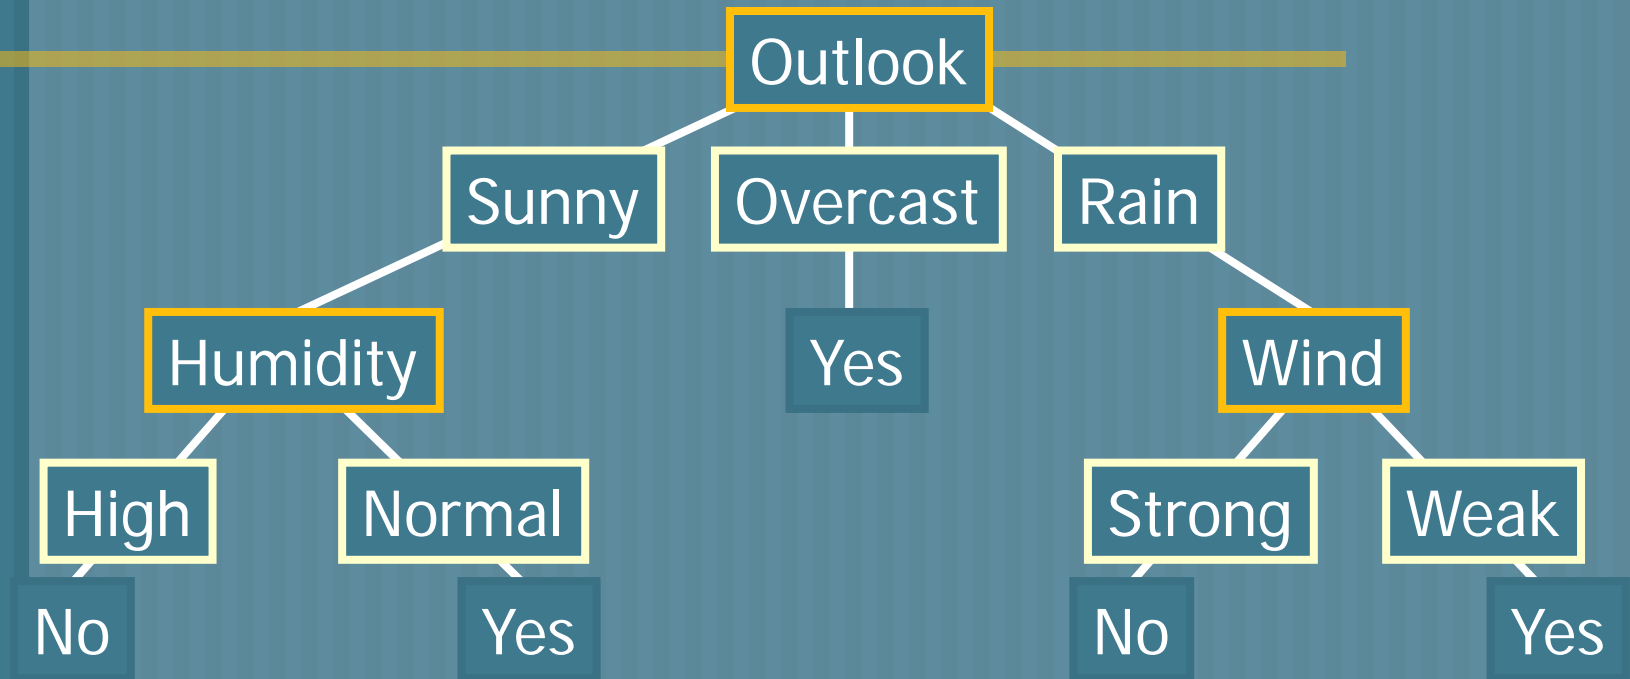 Outlook
Sunny Overcast Rain
Humidity Yes Wind
High Normal Strong Weak
No Yes No Yes